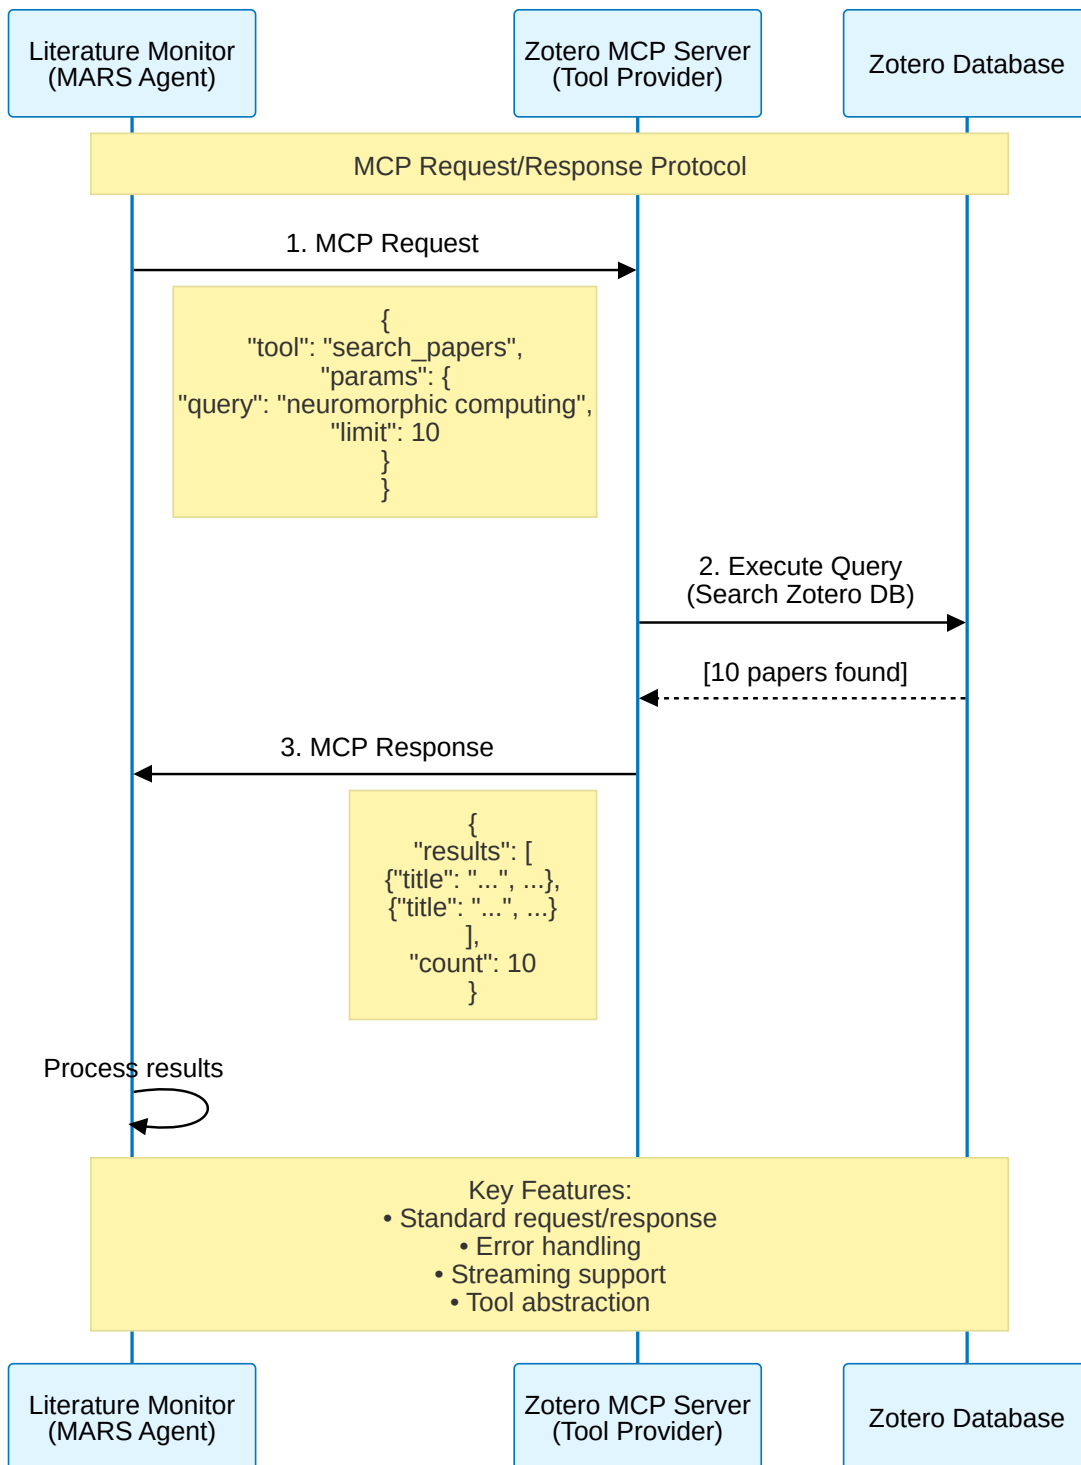 Literature Monitor
(MARS Agent)
Zotero MCP Server
(Tool Provider)
Zotero Database
MCP Request/Response Protocol
1. MCP Request
{
"tool": "search_papers",
"params": {
"query": "neuromorphic computing",
"limit": 10
}
}
2. Execute Query
(Search Zotero DB)
[10 papers found]
3. MCP Response
{
"results": [
{"title": "...", ...},
{"title": "...", ...}
],
"count": 10
}
Process results
Key Features:
• Standard request/response
• Error handling
• Streaming support
• Tool abstraction
Literature Monitor
(MARS Agent)
Zotero MCP Server
(Tool Provider)
Zotero Database